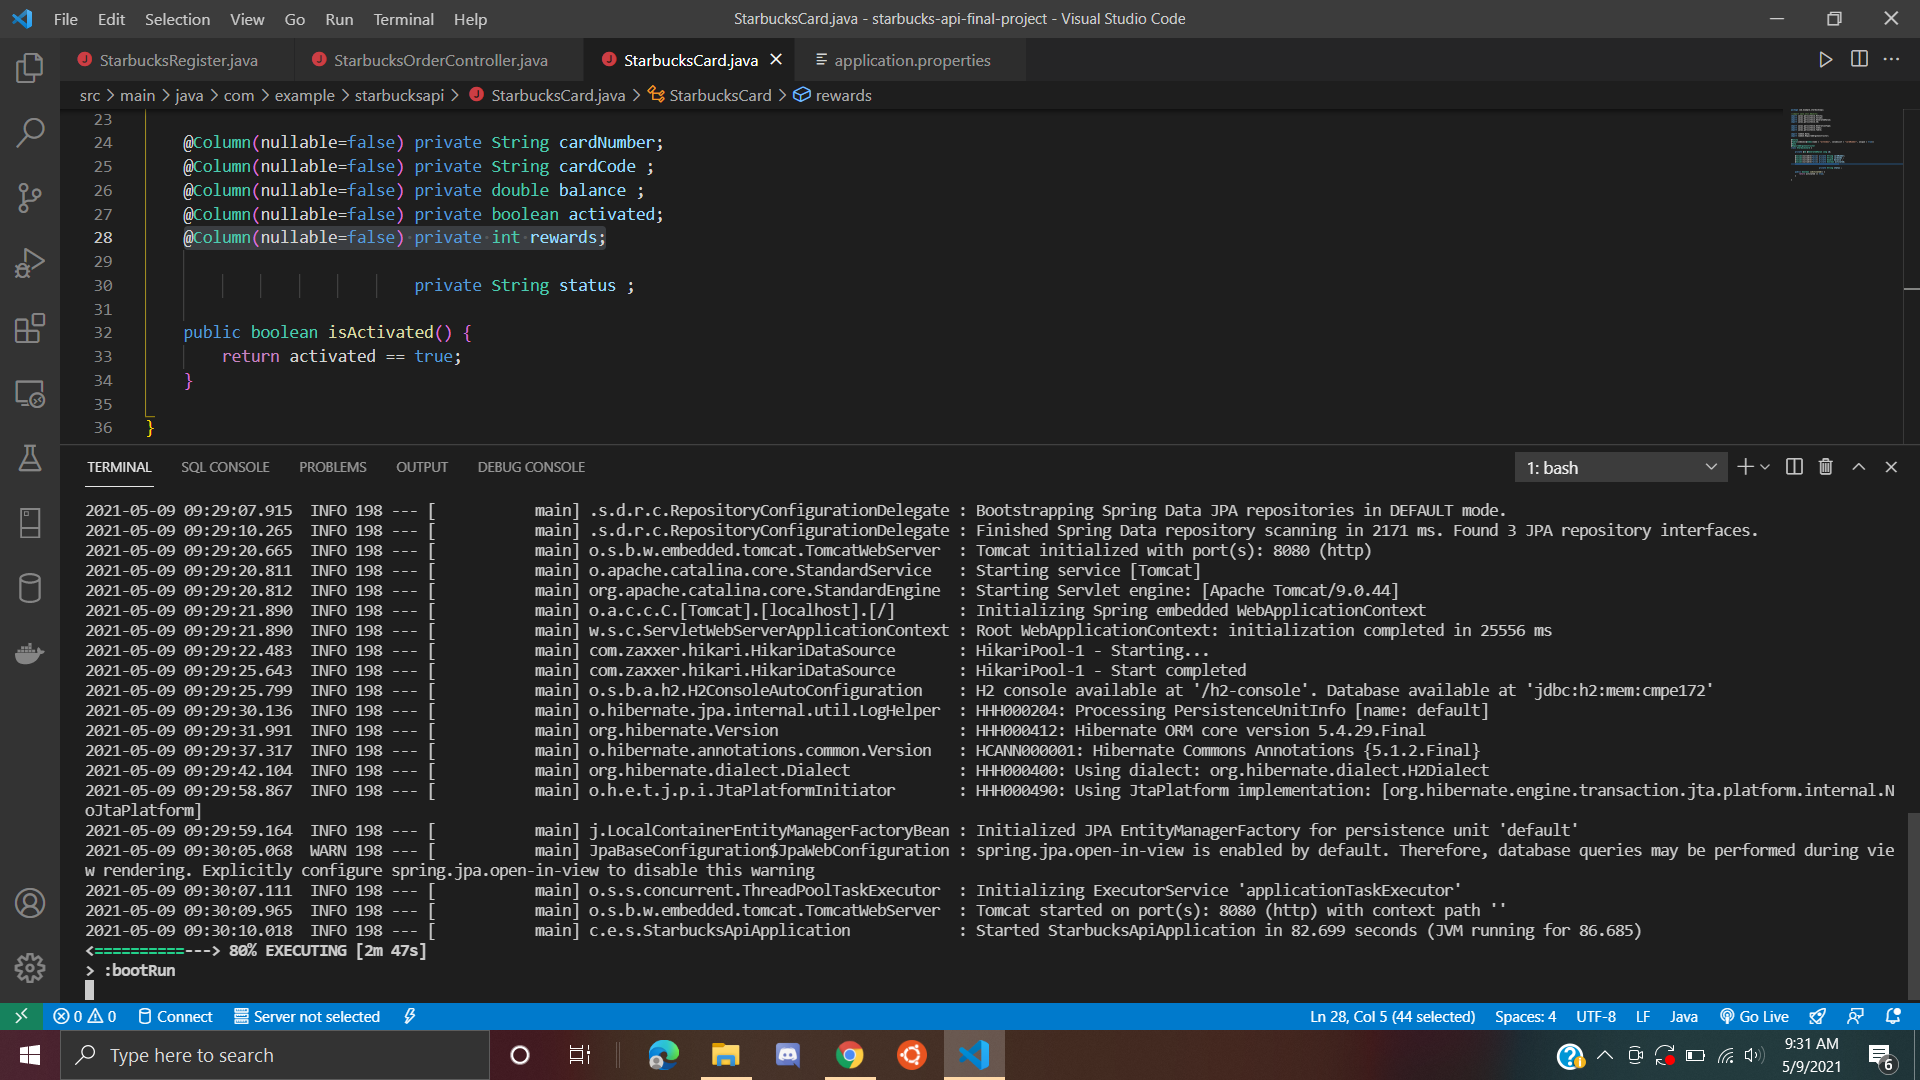 File Edit Selection View Go Run Terminal Help
StarbucksCard.java - starbucks-api-final-project - Visual Studio Code
StarbucksRegister.java StarbucksOrderController.java StarbucksCard.java application.properties
src > main > java > com > example > starbucksapi > StarbucksCard.java > StarbucksCard > rewards
23
24 @Column(nullable=false) private String cardNumber;
25 @Column(nullable=false) private String cardCode ;
26 @Column(nullable=false) private double balance ;
27 @Column(nullable=false) private boolean activated;
28 @Column(nullable=false) private int rewards;
29
30 private String status ;
31
32 public boolean isActivated() {
33 return activated == true;
34 }
35
36 }
TERMINAL SQL CONSOLE PROBLEMS OUTPUT DEBUG CONSOLE 1: bash
2021-05-09 09:29:07.915 INFO 198 --- [ main] .s.d.r.c.RepositoryConfigurationDelegate : Bootstrapping Spring Data JPA repositories in DEFAULT mode.
2021-05-09 09:29:10.265 INFO 198 --- [ main] .s.d.r.c.RepositoryConfigurationDelegate : Finished Spring Data repository scanning in 2171 ms. Found 3 JPA repository interfaces.
2021-05-09 09:29:20.665 INFO 198 --- [ main] o.s.b.w.embedded.tomcat.TomcatWebServer : Tomcat initialized with port(s): 8080 (http)
2021-05-09 09:29:20.811 INFO 198 --- [ main] o.apache.catalina.core.StandardService : Starting service [Tomcat]
2021-05-09 09:29:20.812 INFO 198 --- [ main] org.apache.catalina.core.StandardEngine : Starting Servlet engine: [Apache Tomcat/9.0.44]
2021-05-09 09:29:21.890 INFO 198 --- [ main] o.a.c.c.C.[Tomcat].[localhost].[/] : Initializing Spring embedded WebApplicationContext
2021-05-09 09:29:21.890 INFO 198 --- [ main] w.s.c.ServletWebServerApplicationContext : Root WebApplicationContext: initialization completed in 25556 ms
2021-05-09 09:29:22.483 INFO 198 --- [ main] com.zaxxer.hikari.HikariDataSource : HikariPool-1 - Starting...
2021-05-09 09:29:25.643 INFO 198 --- [ main] com.zaxxer.hikari.HikariDataSource : HikariPool-1 - Start completed
2021-05-09 09:29:25.799 INFO 198 --- [ main] o.s.b.a.h2.H2ConsoleAutoConfiguration : H2 console available at '/h2-console'. Database available at 'jdbc:h2:mem:cmpe172'
2021-05-09 09:29:30.136 INFO 198 --- [ main] o.hibernate.jpa.internal.util.LogHelper : HHH000204: Processing PersistenceUnitInfo [name: default]
2021-05-09 09:29:31.991 INFO 198 --- [ main] org.hibernate.Version : HHH000412: Hibernate ORM core version 5.4.29.Final
2021-05-09 09:29:37.317 INFO 198 --- [ main] o.hibernate.annotations.common.Version : HCANN000001: Hibernate Commons Annotations {5.1.2.Final}
2021-05-09 09:29:42.104 INFO 198 --- [ main] org.hibernate.dialect.Dialect : HHH000400: Using dialect: org.hibernate.dialect.H2Dialect
2021-05-09 09:29:58.867 INFO 198 --- [ main] o.h.e.t.j.p.i.JtaPlatformInitiator : HHH000490: Using JtaPlatform implementation: [org.hibernate.engine.transaction.jta.platform.internal.N
oJtaPlatform]
2021-05-09 09:29:59.164 INFO 198 --- [ main] j.LocalContainerEntityManagerFactoryBean : Initialized JPA EntityManagerFactory for persistence unit 'default'
2021-05-09 09:30:05.068 WARN 198 --- [ main] JpaBaseConfiguration$JpaWebConfiguration : spring.jpa.open-in-view is enabled by default. Therefore, database queries may be performed during vie
w rendering. Explicitly configure spring.jpa.open-in-view to disable this warning
2021-05-09 09:30:07.111 INFO 198 --- [ main] o.s.s.concurrent.ThreadPoolTaskExecutor : Initializing ExecutorService 'applicationTaskExecutor'
2021-05-09 09:30:09.965 INFO 198 --- [ main] o.s.b.w.embedded.tomcat.TomcatWebServer : Tomcat started on port(s): 8080 (http) with context path ''
2021-05-09 09:30:10.018 INFO 198 --- [ main] c.e.s.StarbucksApiApplication : Started StarbucksApiApplication in 82.699 seconds (JVM running for 86.685)
<==========---> 80% EXECUTING [2m 47s]
> :bootRun
0 0 Connect Server not selected Ln 28, Col 5 (44 selected) Spaces: 4 UTF-8 LF Java Go Live
Type here to search
9:31 AM
5/9/2021
6